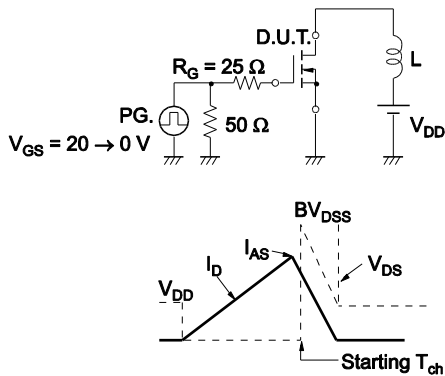 D.U.T.
R_G = 25 Ω
L
PG.
50 Ω
V_DD
V_GS = 20 → 0 V
BV_DSS
I_AS
I_D
V_DS
V_DD
Starting T_ch